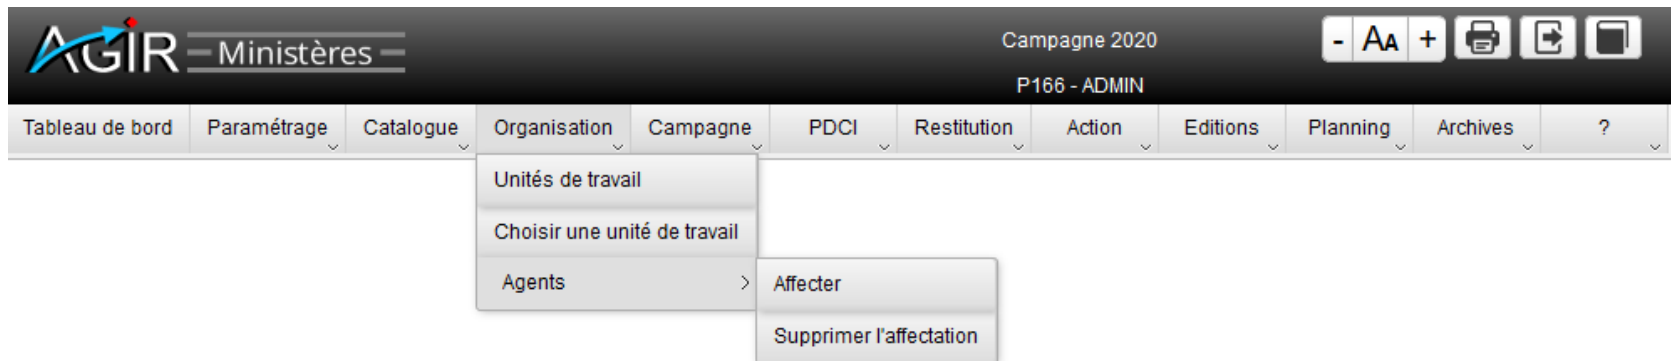 AGIR Ministères
Campagne 2020
- AA +
P166 - ADMIN
Tableau de bord Paramétrage Catalogue Organisation Campagne PDCI Restitution Action Editions Planning Archives ?
Unités de travail
Choisir une unité de travail
Agents >
Affecter
Supprimer l'affectation